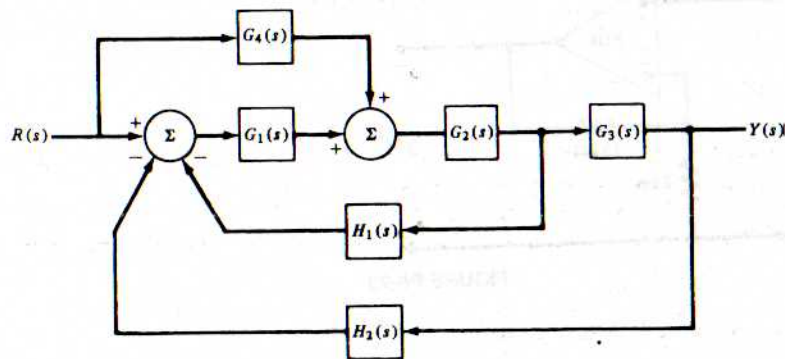 G4(s)
+
R(s)
+
Σ
G1(s)
+
Σ
G2(s)
G3(s)
Y(s)
−
−
H1(s)
H2(s)